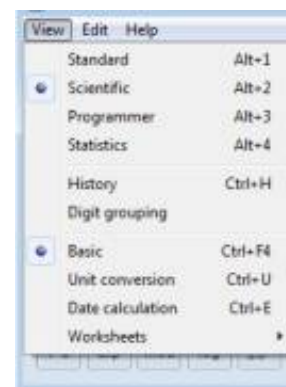 View Edit Help
Standard Alt+1
Scientific Alt+2
Programmer Alt+3
Statistics Alt+4
History Ctrl+H
Digit grouping
Basic Ctrl+F4
Unit conversion Ctrl+U
Date calculation Ctrl+E
Worksheets